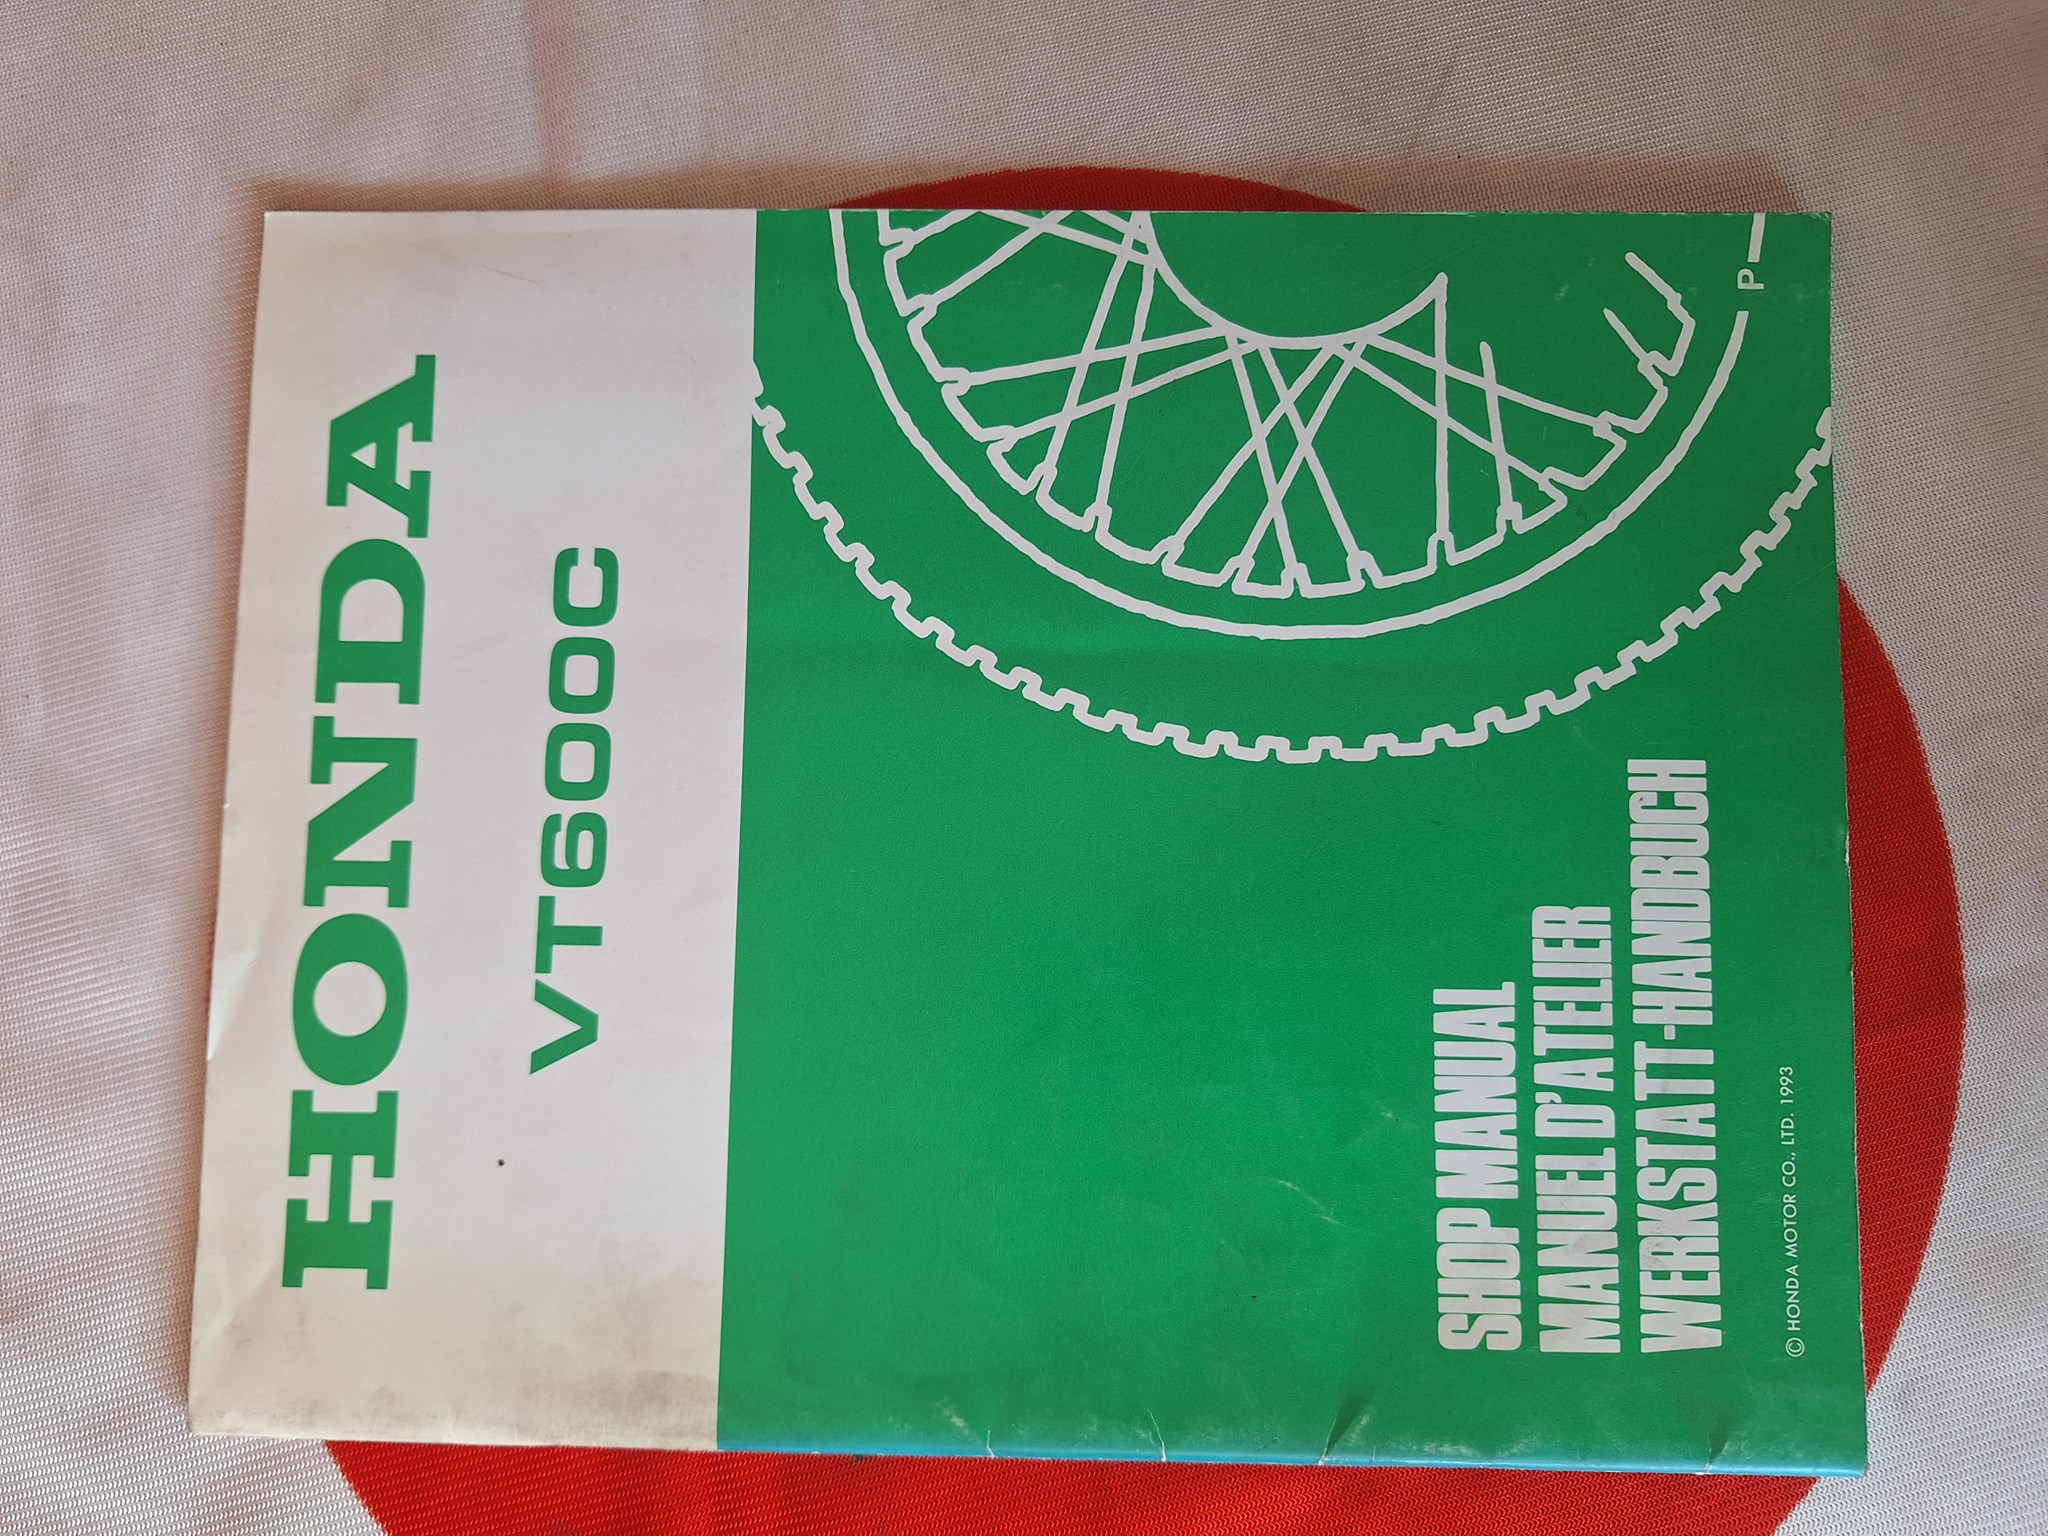 HONDA
VT600C
P
SHOP MANUAL
MANUEL D'ATELIER
WERKSTATT-HANDBUCH
© HONDA MOTOR CO., LTD. 1993